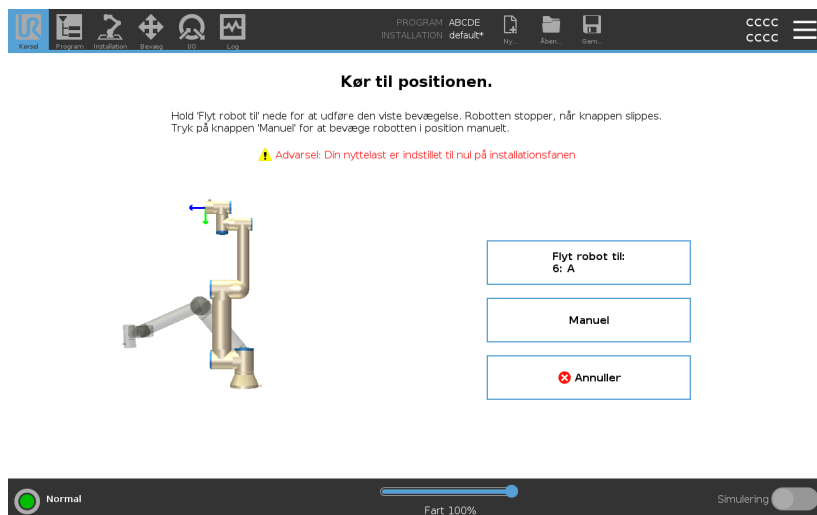 PROGRAM ABCDE
INSTALLATION default*
CCCC
CCCC
Kørsel
Program
Installation
Bevæg
I/O
Log
Ny...
Åben...
Gem...
Kør til positionen.
Hold 'Flyt robot til' nede for at udføre den viste bevægelse. Robotten stopper, når knappen slippes.
Tryk på knappen 'Manuel' for at bevæge robotten i position manuelt.
Advarsel: Din nyttelast er indstillet til nul på installationsfanen
Flyt robot til:
6: A
Manuel
Annuller
Normal
Fart 100%
Simulering